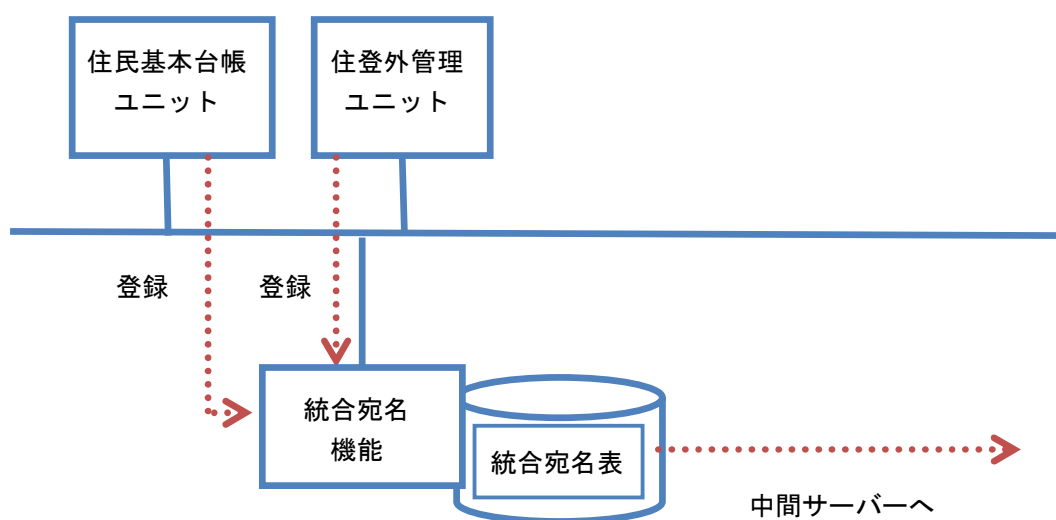 住民基本台帳
ユニット
住登外管理
ユニット
登録
登録
統合宛名
機能
統合宛名表
中間サーバーへ